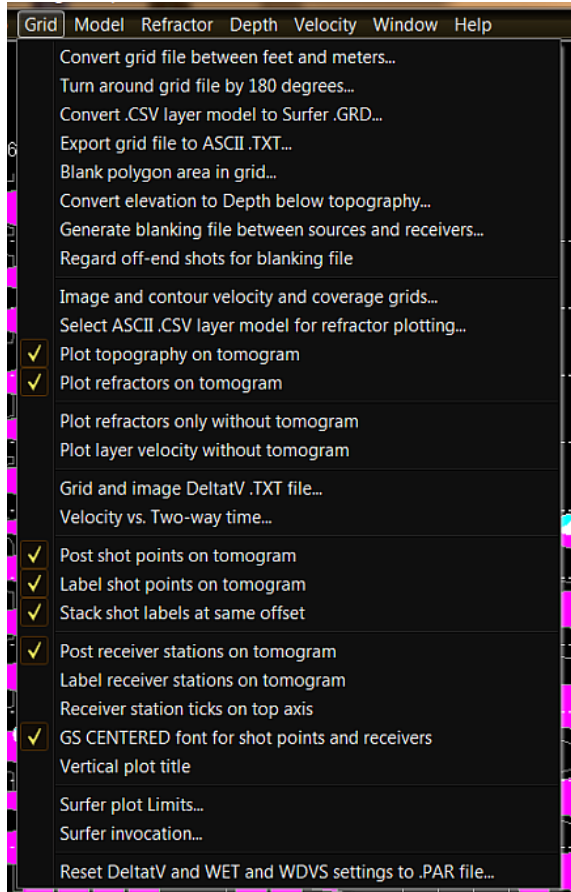 Grid Model Refractor Depth Velocity Window Help
Convert grid file between feet and meters...
Turn around grid file by 180 degrees...
Convert .CSV layer model to Surfer .GRD...
Export grid file to ASCII .TXT...
Blank polygon area in grid...
Convert elevation to Depth below topography...
Generate blanking file between sources and receivers...
Regard off-end shots for blanking file
Image and contour velocity and coverage grids...
Select ASCII .CSV layer model for refractor plotting...
Plot topography on tomogram
Plot refractors on tomogram
Plot refractors only without tomogram
Plot layer velocity without tomogram
Grid and image DeltatV .TXT file...
Velocity vs. Two-way time...
Post shot points on tomogram
Label shot points on tomogram
Stack shot labels at same offset
Post receiver stations on tomogram
Label receiver stations on tomogram
Receiver station ticks on top axis
GS CENTERED font for shot points and receivers
Vertical plot title
Surfer plot Limits...
Surfer invocation...
Reset DeltatV and WET and WDVS settings to .PAR file...